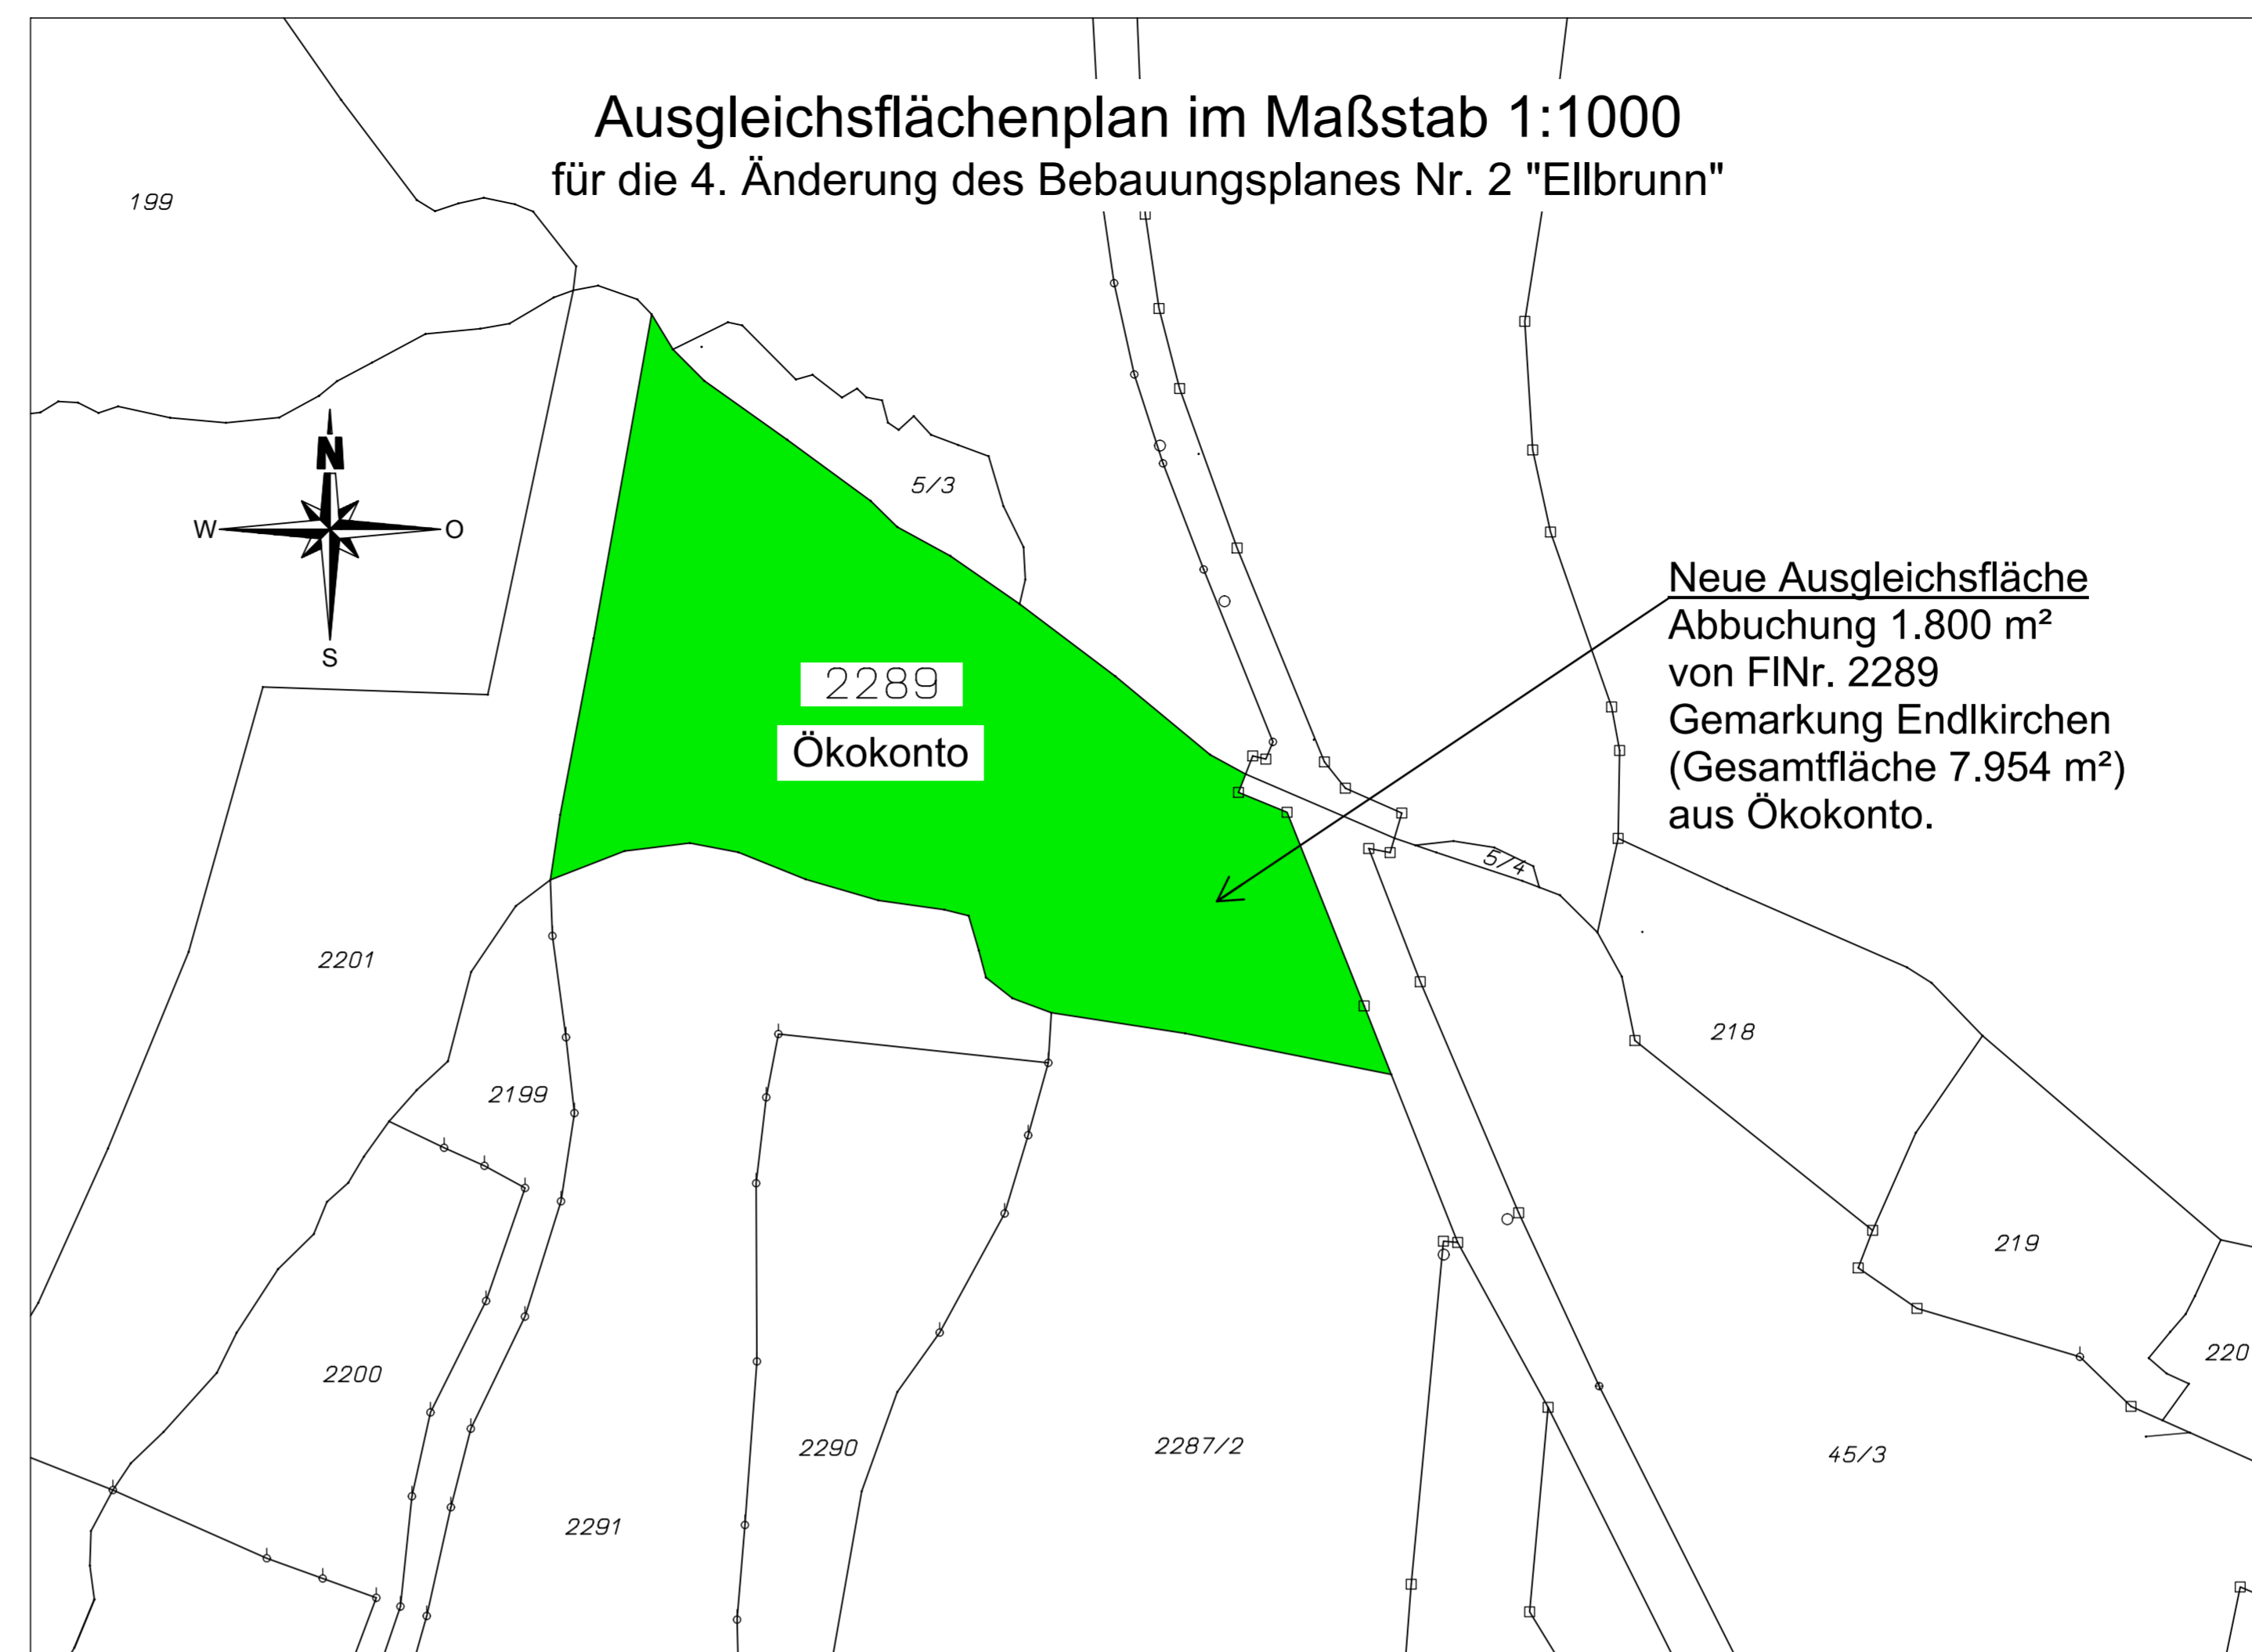 Ausgleichsflächenplan im Maßstab 1:1000
für die 4. Änderung des Bebauungsplanes Nr. 2 "Ellbrunn"
199
N
W
O
S
5/3
2289
Ökokonto
Neue Ausgleichsfläche
Abbuchung 1.800 m²
von FlNr. 2289
Gemarkung Endlkirchen
(Gesamtfläche 7.954 m²)
aus Ökokonto.
5/4
2201
218
2199
219
220
2200
2290
2287/2
45/3
2291